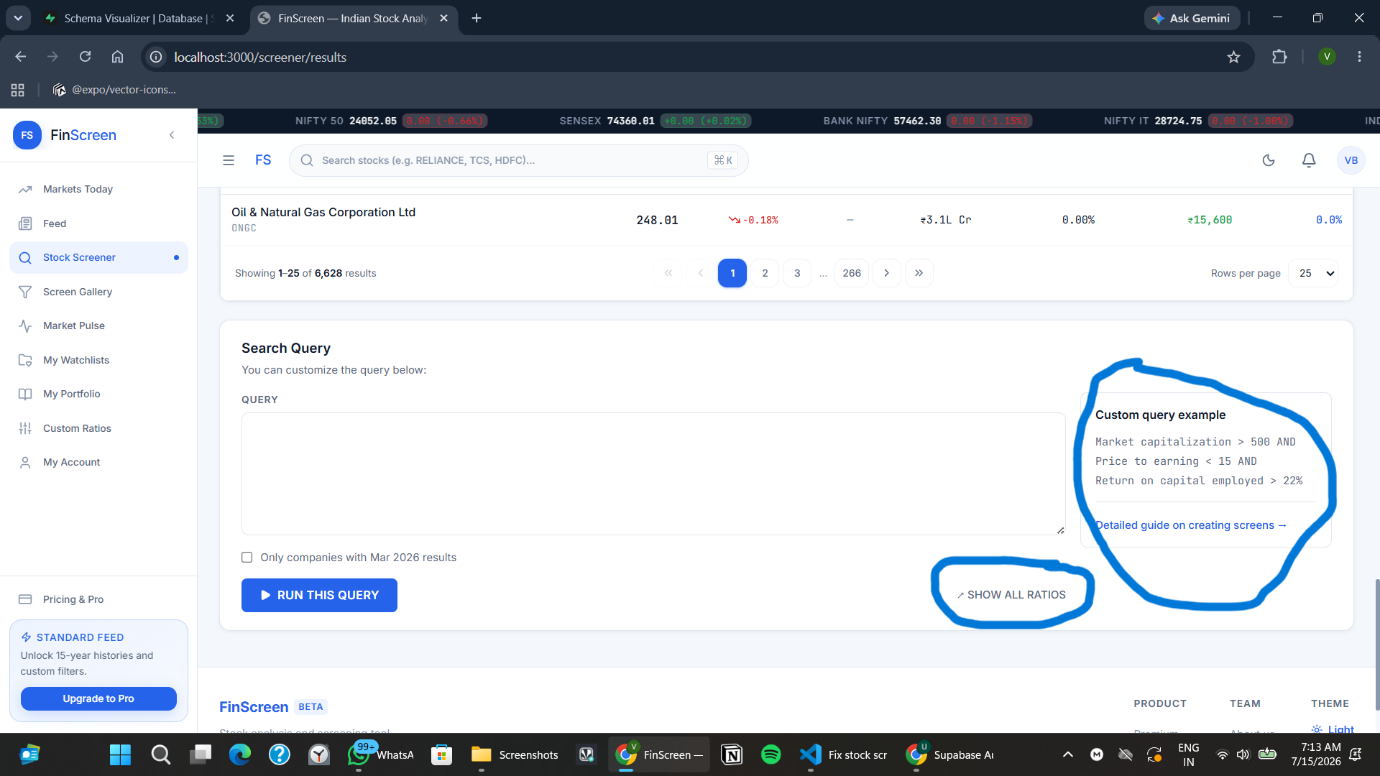 Schema Visualizer | Database | S
FinScreen — Indian Stock Analy
Ask Gemini
localhost:3000/screener/results
V
@expo/vector-icons...
FS FinScreen
53%)
NIFTY 50 24052.05 0.00 (-0.66%)
SENSEX 74360.01 +0.00 (+0.02%)
BANK NIFTY 57462.30 0.00 (-1.15%)
NIFTY IT 28724.75 0.00 (-1.00%)
IND
FS
Search stocks (e.g. RELIANCE, TCS, HDFC)...
⌘K
VB
Markets Today
Feed
Stock Screener
Screen Gallery
Market Pulse
My Watchlists
My Portfolio
Custom Ratios
My Account
Pricing & Pro
STANDARD FEED
Unlock 15-year histories and
custom filters.
Upgrade to Pro
Oil & Natural Gas Corporation Ltd 248.01 -0.18% — ₹3.1L Cr 0.00% ₹15,600 0.0%
ONGC
Showing 1–25 of 6,628 results
« ‹ 1 2 3 ... 266 › »
Rows per page 25
Search Query
You can customize the query below:
QUERY
Only companies with Mar 2026 results
RUN THIS QUERY
SHOW ALL RATIOS
Custom query example
Market capitalization > 500 AND
Price to earning < 15 AND
Return on capital employed > 22%
Detailed guide on creating screens →
FinScreen BETA
PRODUCT
TEAM
THEME
Light
99+
WhatsA
Screenshots
FinScreen —
Fix stock scr
Supabase Au
ENG
IN
7:13 AM
7/15/2026